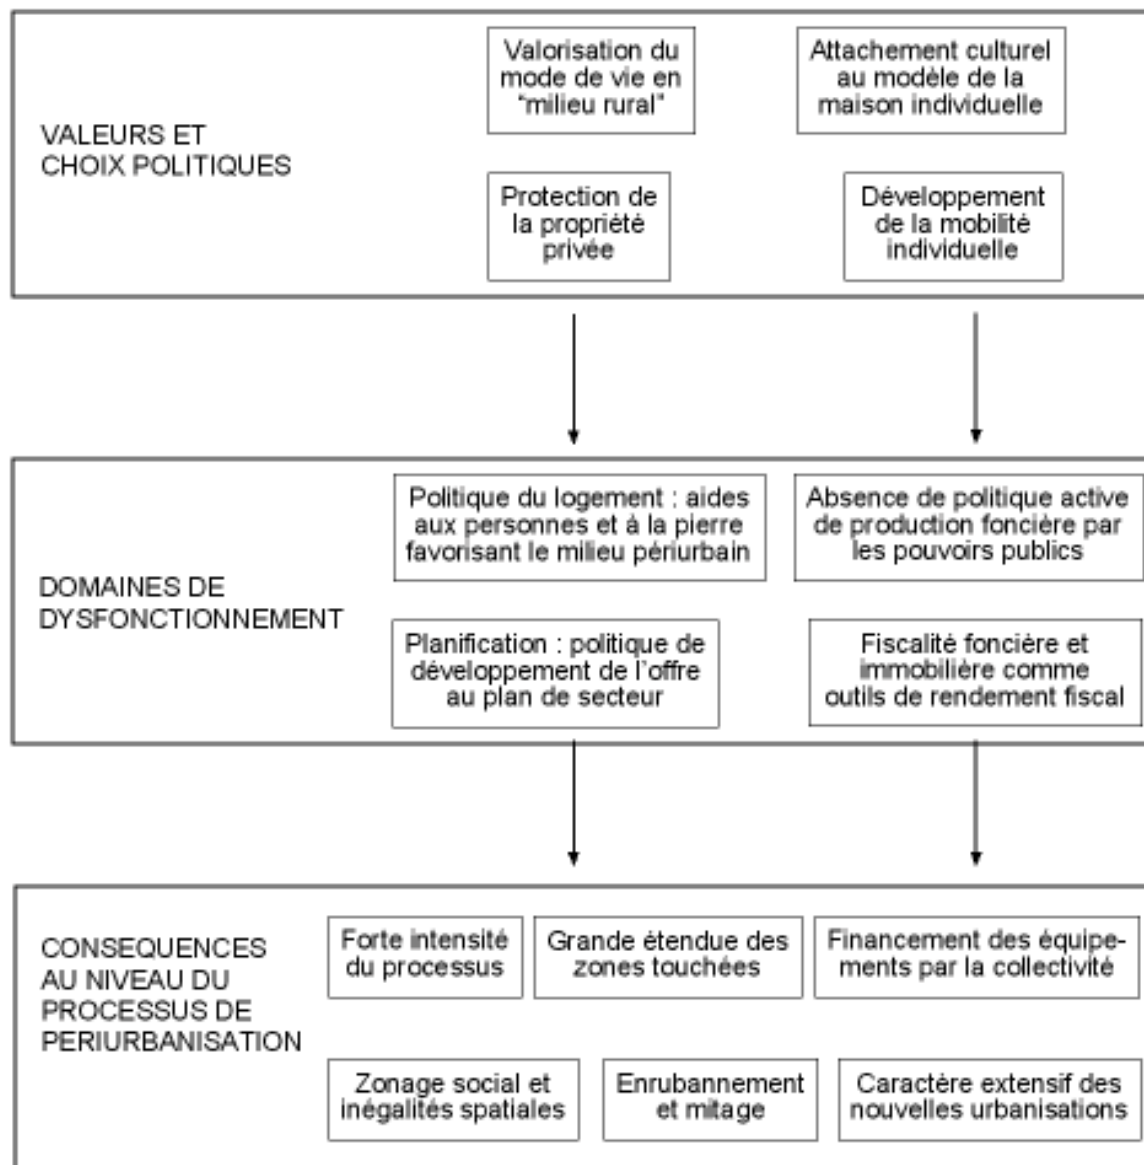 VALEURS ET
CHOIX POLITIQUES
Valorisation du
mode de vie en
“milieu rural”
Attachement culturel
au modèle de la
maison individuelle
Protection de
la propriété
privée
Développement
de la mobilité
individuelle
DOMAINES DE
DYSFONCTIONNEMENT
Politique du logement : aides
aux personnes et à la pierre
favorisant le milieu périurbain
Absence de politique active
de production foncière par
les pouvoirs publics
Planification : politique de
développement de l'offre
au plan de secteur
Fiscalité foncière et
immobilière comme
outils de rendement fiscal
CONSEQUENCES
AU NIVEAU DU
PROCESSUS DE
PERIURBANISATION
Forte intensité
du processus
Grande étendue des
zones touchées
Financement des équipe-
ments par la collectivité
Zonage social et
inégalités spatiales
Enrubannement
et mitage
Caractère extensif des
nouvelles urbanisations